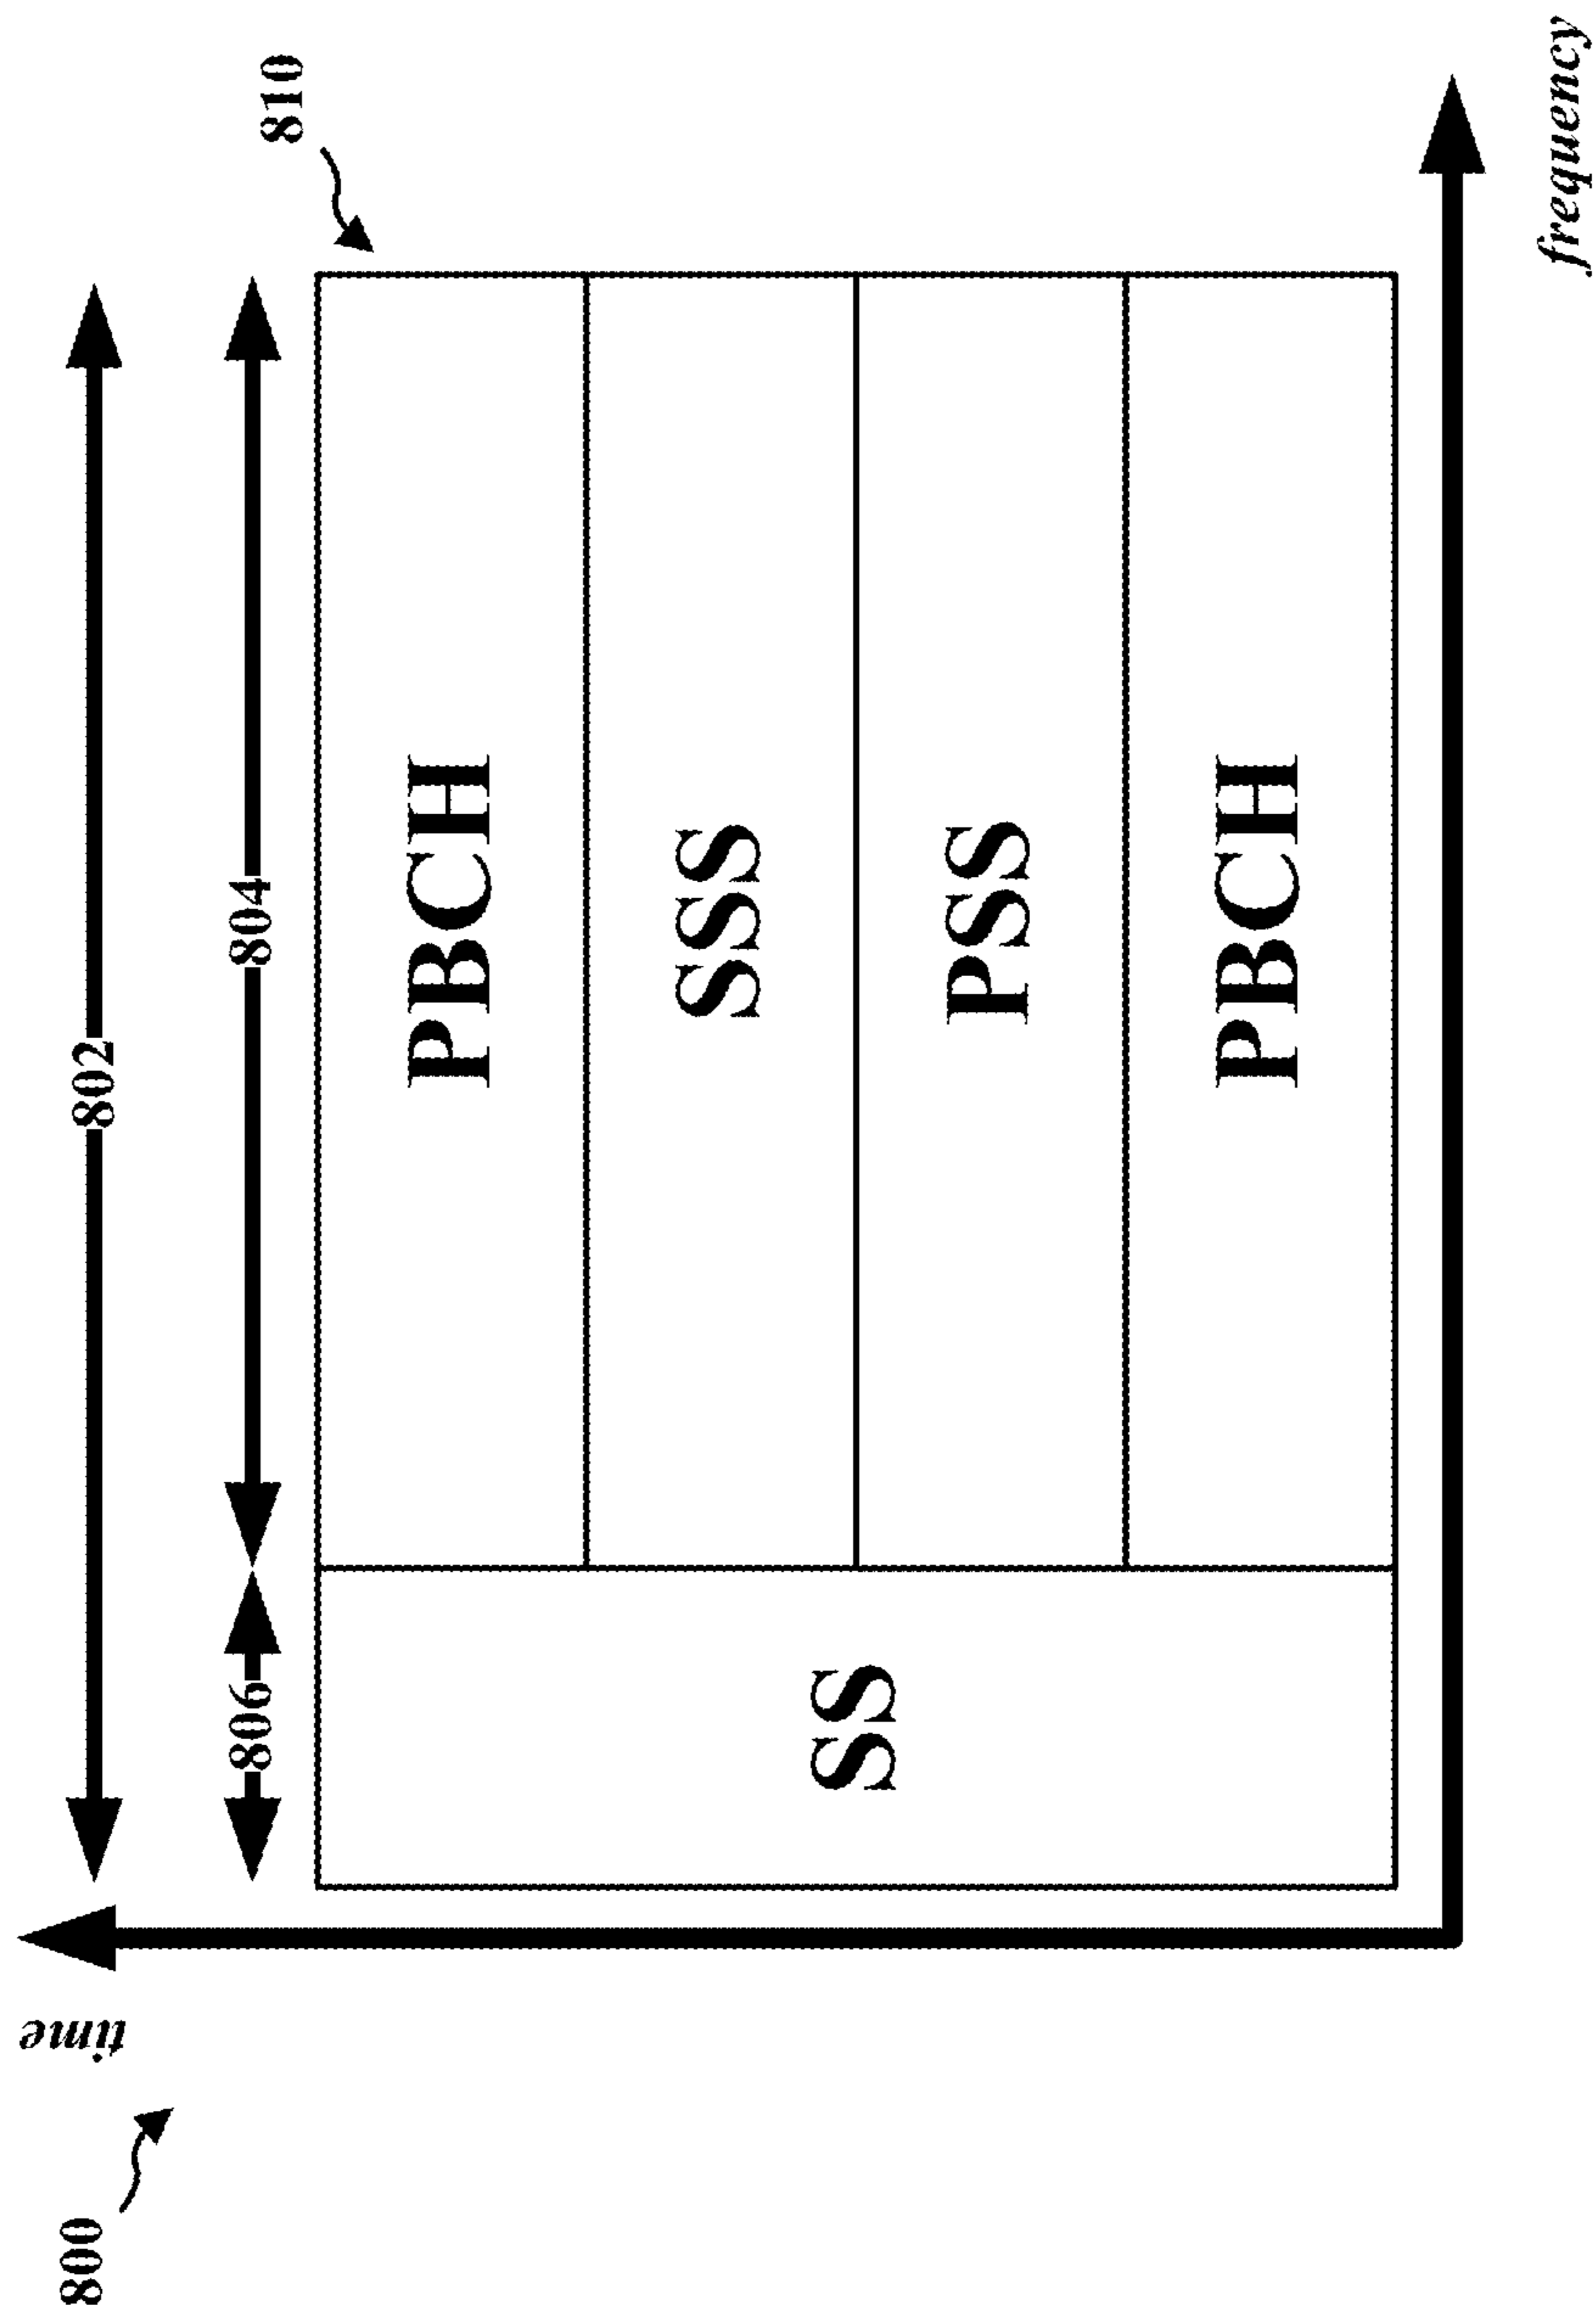 800
time
802
806
804
810
PBCH
SSS
SS
PSS
PBCH
frequency